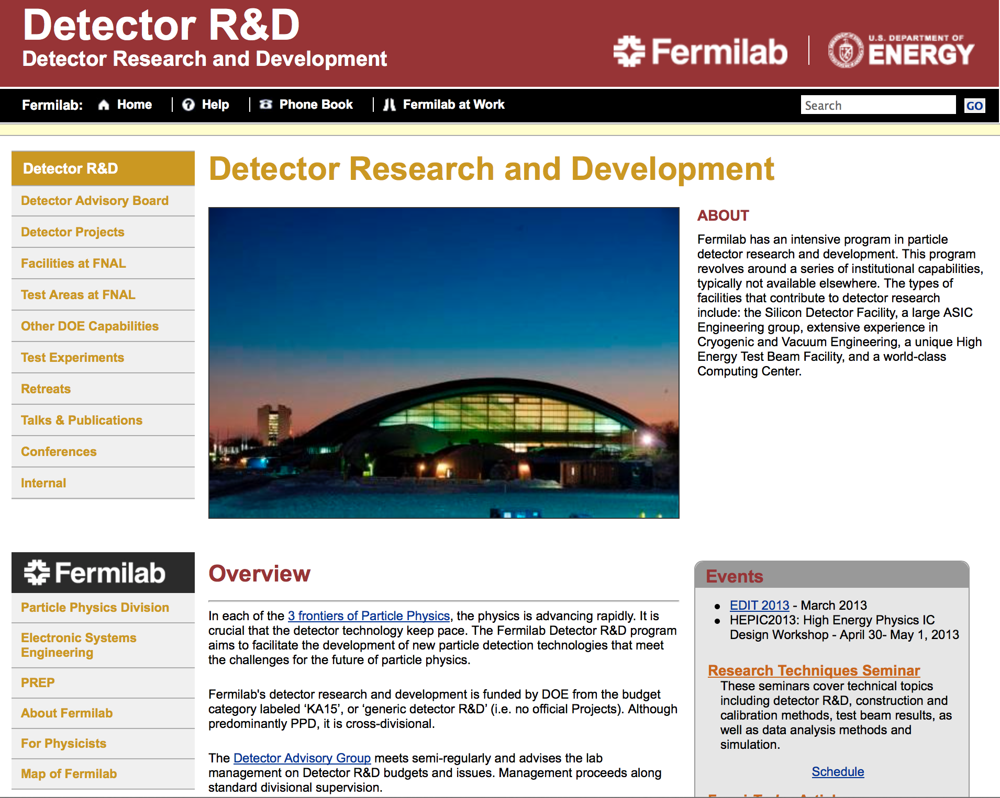 Detector R&D
Detector Research and Development
Fermilab
U.S. DEPARTMENT OF
ENERGY
Fermilab:
Home
Help
Phone Book
Fermilab at Work
Search
GO
Detector R&D
Detector Advisory Board
Detector Projects
Facilities at FNAL
Test Areas at FNAL
Other DOE Capabilities
Test Experiments
Retreats
Talks & Publications
Conferences
Internal
Detector Research and Development
ABOUT
Fermilab has an intensive program in particle
detector research and development. This program
revolves around a series of institutional capabilities,
typically not available elsewhere. The types of
facilities that contribute to detector research
include: the Silicon Detector Facility, a large ASIC
Engineering group, extensive experience in
Cryogenic and Vacuum Engineering, a unique High
Energy Test Beam Facility, and a world-class
Computing Center.
Fermilab
Particle Physics Division
Electronic Systems
Engineering
PREP
About Fermilab
For Physicists
Map of Fermilab
Overview
In each of the 3 frontiers of Particle Physics, the physics is advancing rapidly. It is
crucial that the detector technology keep pace. The Fermilab Detector R&D program
aims to facilitate the development of new particle detection technologies that meet
the challenges for the future of particle physics.
Fermilab's detector research and development is funded by DOE from the budget
category labeled ‘KA15’, or ‘generic detector R&D’ (i.e. no official Projects). Although
predominantly PPD, it is cross-divisional.
The Detector Advisory Group meets semi-regularly and advises the lab
management on Detector R&D budgets and issues. Management proceeds along
standard divisional supervision.
Events
• EDIT 2013 - March 2013
• HEPIC2013: High Energy Physics IC
Design Workshop - April 30- May 1, 2013
Research Techniques Seminar
These seminars cover technical topics
including detector R&D, construction and
calibration methods, test beam results, as
well as data analysis methods and
simulation.
Schedule